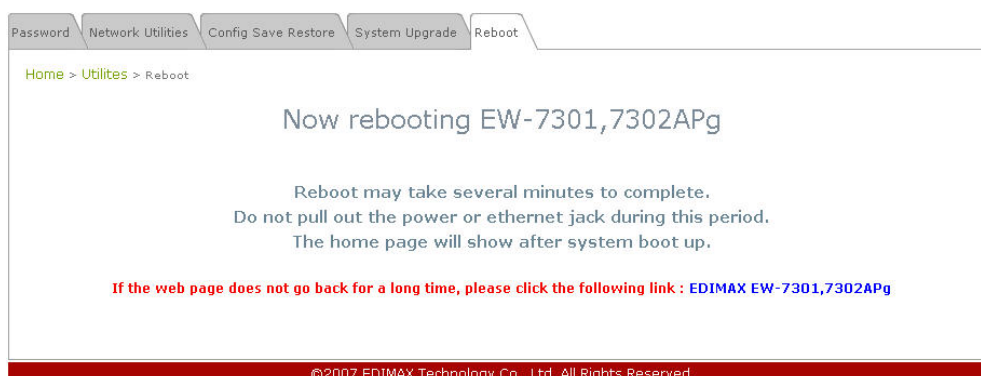 Password Network Utilities Config Save Restore System Upgrade Reboot
Home > Utilites > Reboot
Now rebooting EW-7301,7302APg
Reboot may take several minutes to complete.
Do not pull out the power or ethernet jack during this period.
The home page will show after system boot up.
If the web page does not go back for a long time, please click the following link : EDIMAX EW-7301,7302APg
©2007 EDIMAX Technology Co., Ltd. All Rights Reserved